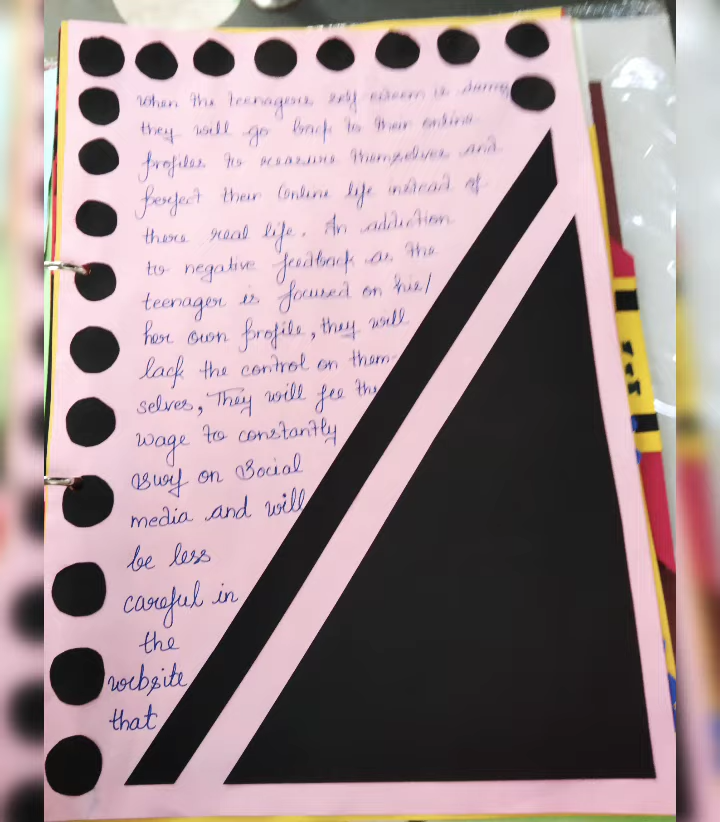 When the teenagers self esteem is doing
they will go back to their online
profiles to measure themselves and
perfect their Online life instead of
there real life. An addiction
to negative feedback as the
teenager is focused on his/
her own profile, they will
lack the control on them-
selves, They will fee the
wage to constantly
surf on Social
media and will
be less
careful in
the
website
that